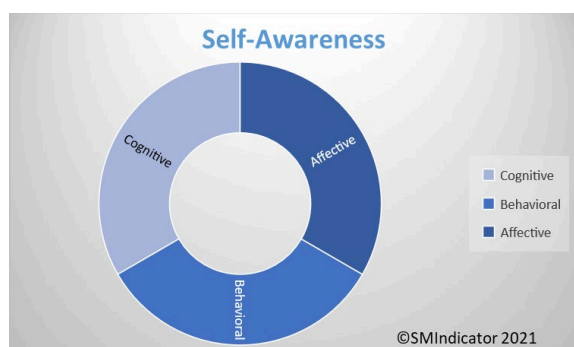 Self-Awareness
Cognitive
Affective
Behavioral
Cognitive
Behavioral
Affective
©SMIndicator 2021